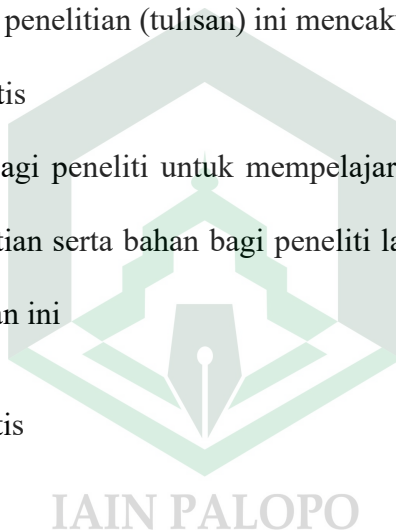 penelitian (tulisan) ini mencaku
tis
agi peneliti untuk mempelajar
tian serta bahan bagi peneliti la
an ini
tis
IAIN PALOPO